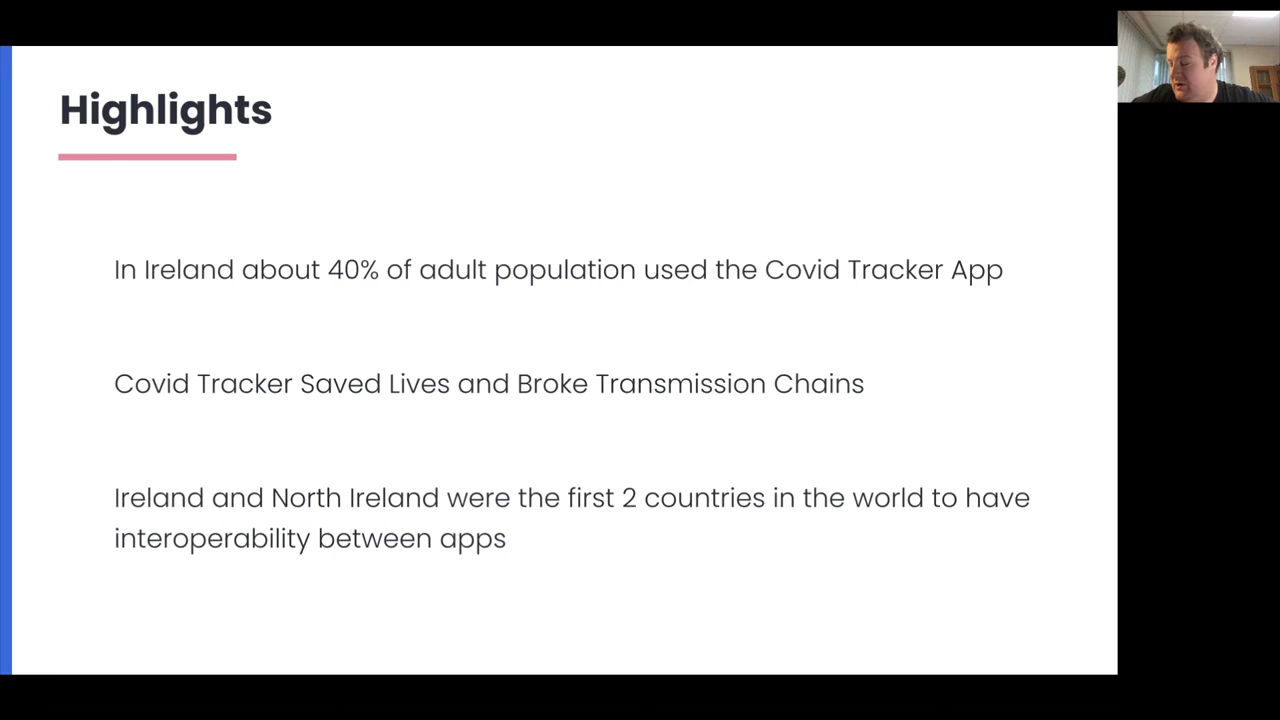 Highlights
In Ireland about 40% of adult population used the Covid Tracker App
Covid Tracker Saved Lives and Broke Transmission Chains
Ireland and North Ireland were the first 2 countries in the world to have
interoperability between apps